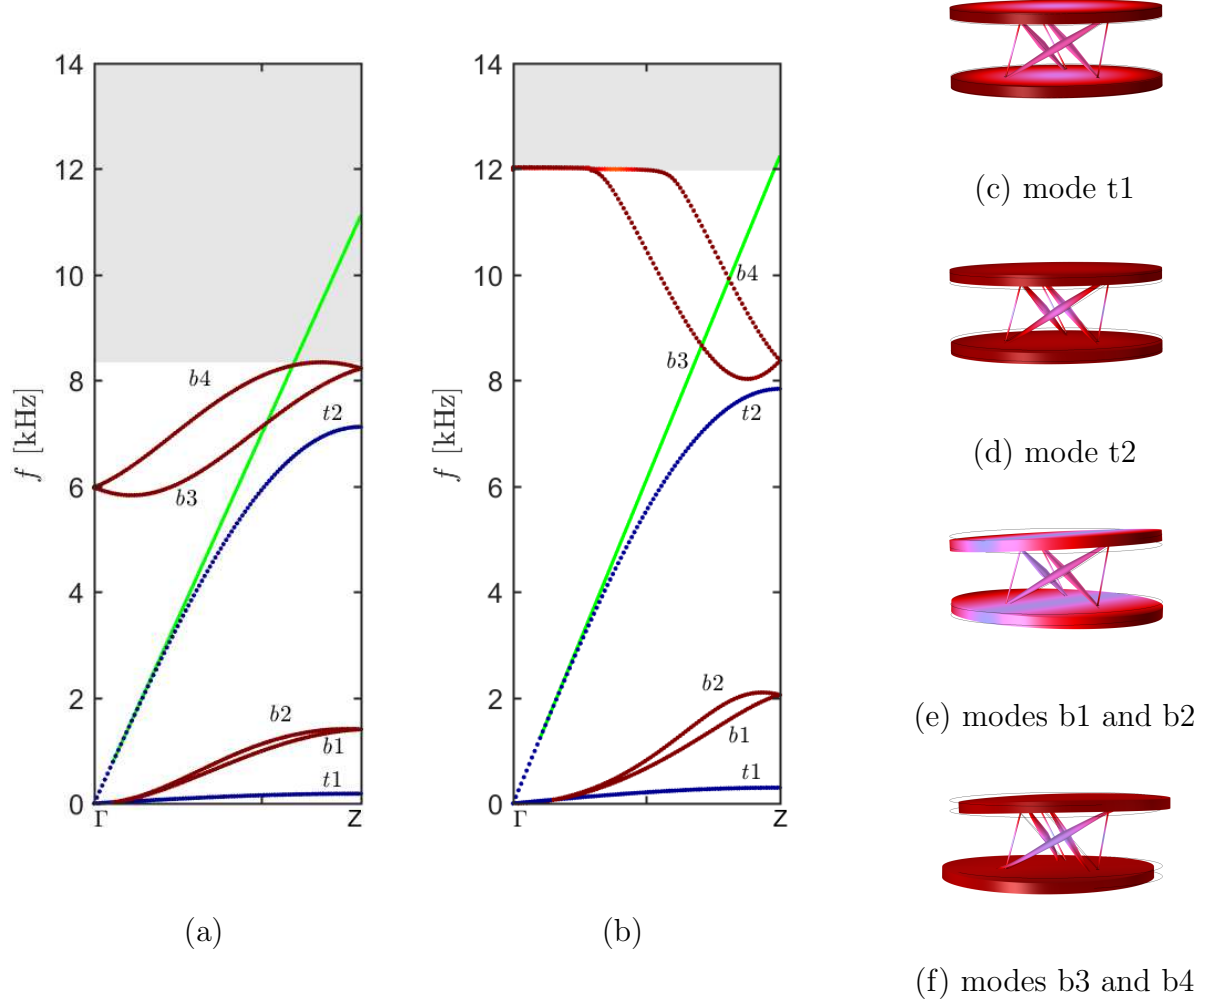 14
12
10
8
6
4
2
0
f [kHz]
b4
b3
t2
b2
b1
t1
Γ
Z
(a)
14
12
10
8
6
4
2
0
f [kHz]
b4
b3
t2
b2
b1
t1
Γ
Z
(b)
(c) mode t1
(d) mode t2
(e) modes b1 and b2
(f) modes b3 and b4